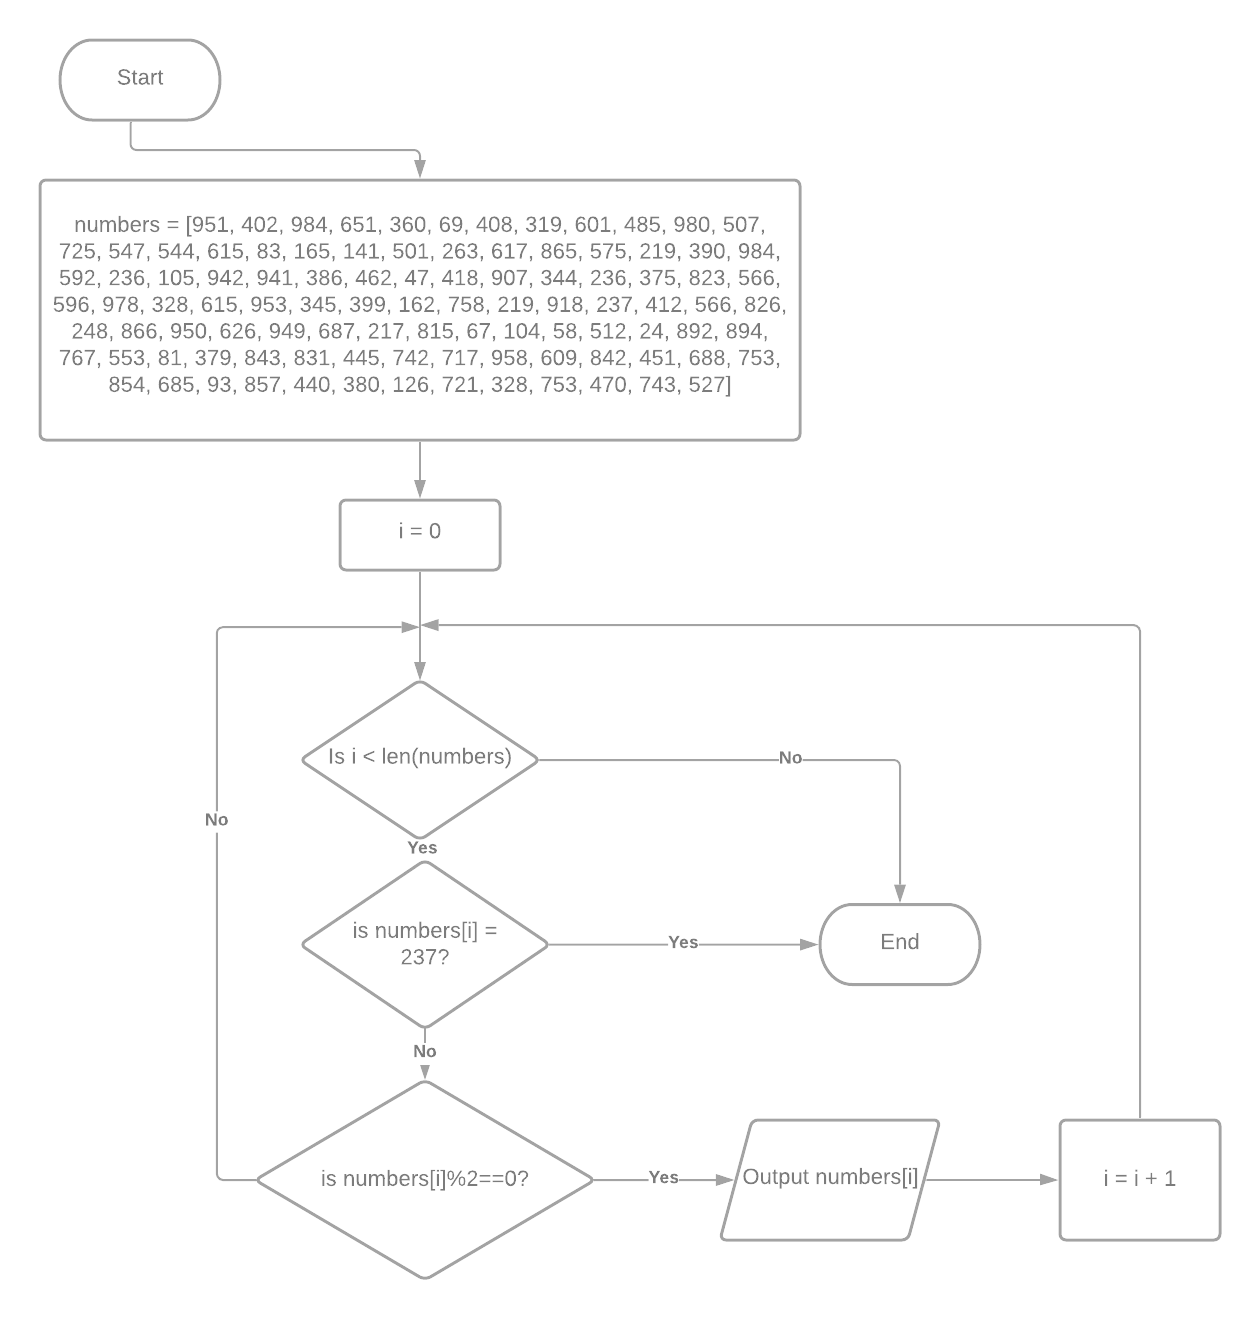 Start
numbers = [951, 402, 984, 651, 360, 69, 408, 319, 601, 485, 980, 507,
725, 547, 544, 615, 83, 165, 141, 501, 263, 617, 865, 575, 219, 390, 984,
592, 236, 105, 942, 941, 386, 462, 47, 418, 907, 344, 236, 375, 823, 566,
596, 978, 328, 615, 953, 345, 399, 162, 758, 219, 918, 237, 412, 566, 826,
248, 866, 950, 626, 949, 687, 217, 815, 67, 104, 58, 512, 24, 892, 894,
767, 553, 81, 379, 843, 831, 445, 742, 717, 958, 609, 842, 451, 688, 753,
854, 685, 93, 857, 440, 380, 126, 721, 328, 753, 470, 743, 527]
i = 0
Is i < len(numbers)
No
No
Yes
is numbers[i] =
237?
Yes
End
No
is numbers[i]%2==0?
Yes
Output numbers[i]
i = i + 1